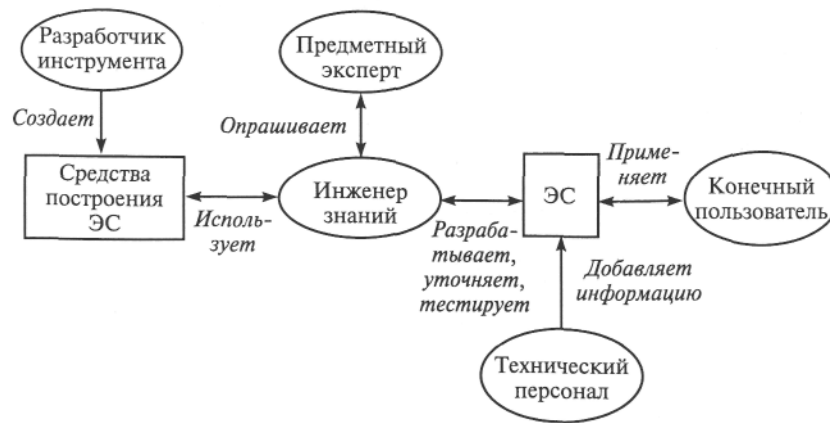 Разработчик
инструмента
Предметный
эксперт
Создает
Опрашивает
Средства
построения
ЭС
Исполь-
зует
Инженер
знаний
Разраба-
тывает,
уточняет,
тестирует
ЭС
Приме-
няет
Конечный
пользователь
Добавляет
информацию
Технический
персонал